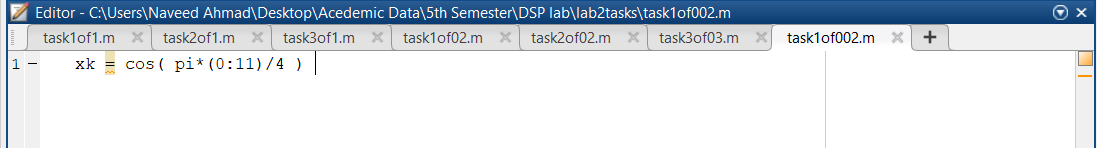 Editor - C:\Users\Naveed Ahmad\Desktop\Acedemic Data\5th Semester\DSP lab\lab2tasks\task1of002.m
task1of1.m task2of1.m task3of1.m task1of02.m task2of02.m task3of03.m task1of002.m
1 xk = cos( pi*(0:11)/4 )